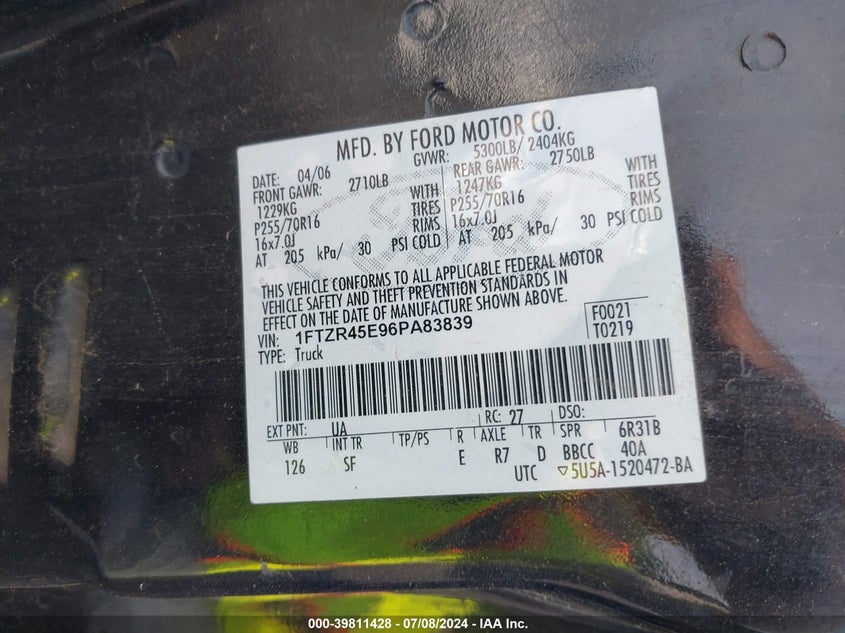 MFD. BY FORD MOTOR CO.
DATE: 04/06 GVWR: 5300LB/ 2404KG
FRONT GAWR: 2710LB REAR GAWR: 2750LB
1229KG WITH 1247KG WITH
P255/70R16 TIRES P255/70R16 TIRES
16x7.0J RIMS 16x7.0J RIMS
AT 205 kPa/ 30 PSI COLD AT 205 kPa/ 30 PSI COLD
THIS VEHICLE CONFORMS TO ALL APPLICABLE FEDERAL MOTOR
VEHICLE SAFETY AND THEFT PREVENTION STANDARDS IN
EFFECT ON THE DATE OF MANUFACTURE SHOWN ABOVE.
VIN: 1FTZR45E96PA83839 F0021
TYPE: Truck T0219
EXT PNT: UA RC: 27 DSO:
WB INT TR TP/PS R AXLE TR SPR 6R31B
126 SF E R7 D BBCC 40A
UTC ▽5U5A-1520472-BA
000-39811428 - 07/08/2024 - IAA Inc.